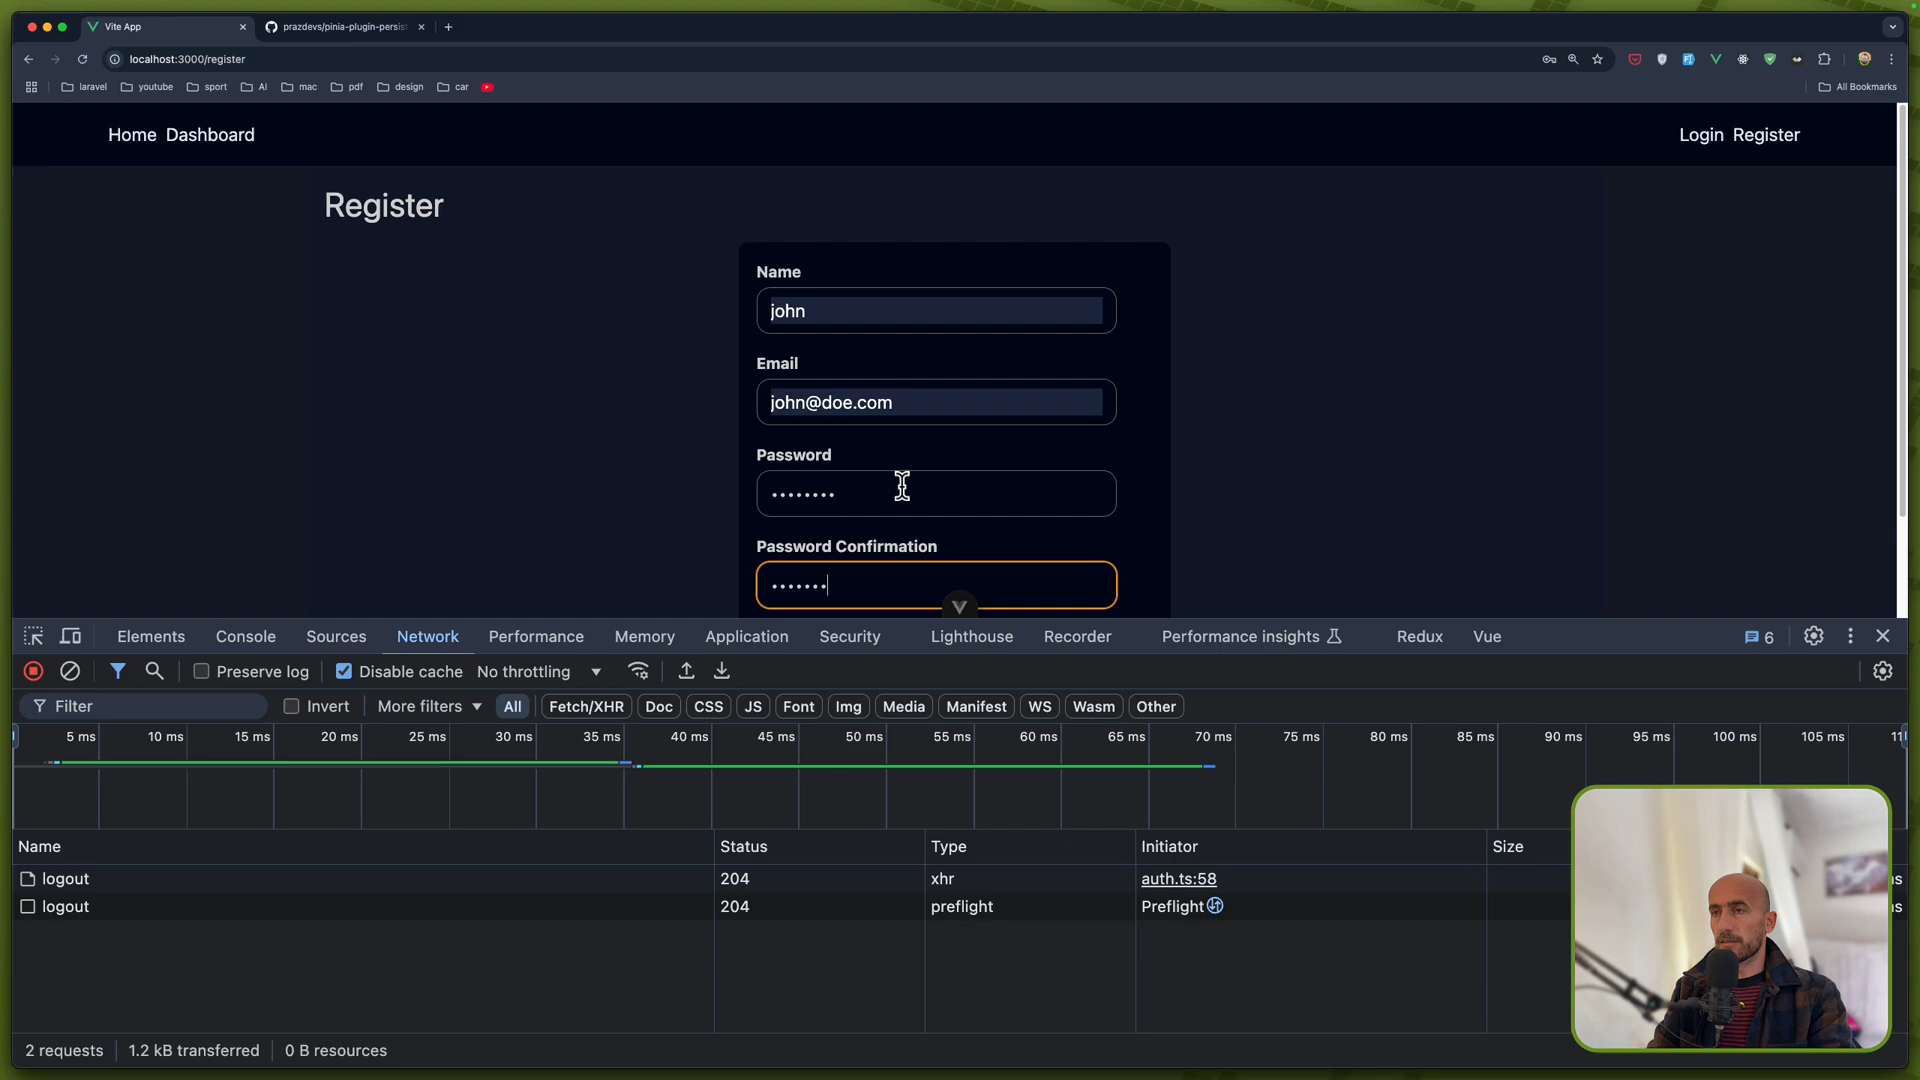 Vite App
prazdevs/pinia-plugin-persis
localhost:3000/register
laravel
youtube
sport
AI
mac
pdf
design
car
All Bookmarks
Home Dashboard
Login Register
Register
Name
john
Email
john@doe.com
Password
••••••••
Password Confirmation
•••••••
Elements Console Sources Network Performance Memory Application Security Lighthouse Recorder Performance insights Redux Vue 6
Preserve log Disable cache No throttling
Filter Invert More filters All Fetch/XHR Doc CSS JS Font Img Media Manifest WS Wasm Other
5 ms 10 ms 15 ms 20 ms 25 ms 30 ms 35 ms 40 ms 45 ms 50 ms 55 ms 60 ms 65 ms 70 ms 75 ms 80 ms 85 ms 90 ms 95 ms 100 ms 105 ms 11
Name Status Type Initiator Size
logout 204 xhr auth.ts:58
logout 204 preflight Preflight
2 requests 1.2 kB transferred 0 B resources